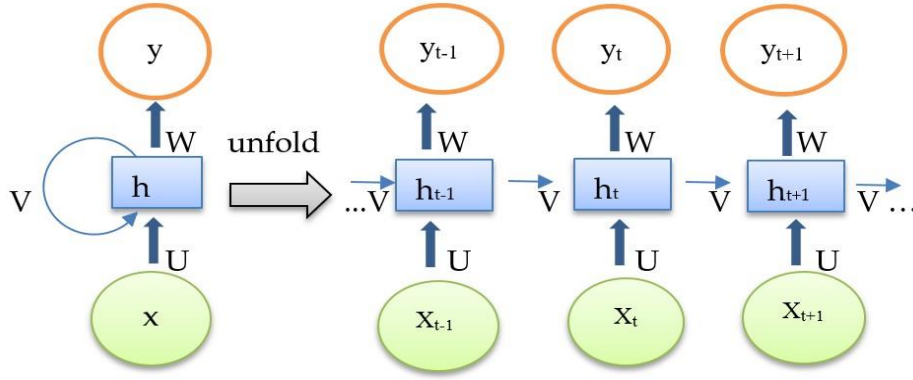 y
W
V
h
U
x
unfold
y_{t-1} y_t y_{t+1}
W W W
...V h_{t-1} V h_t V h_{t+1} V ...
U U U
X_{t-1} X_t X_{t+1}